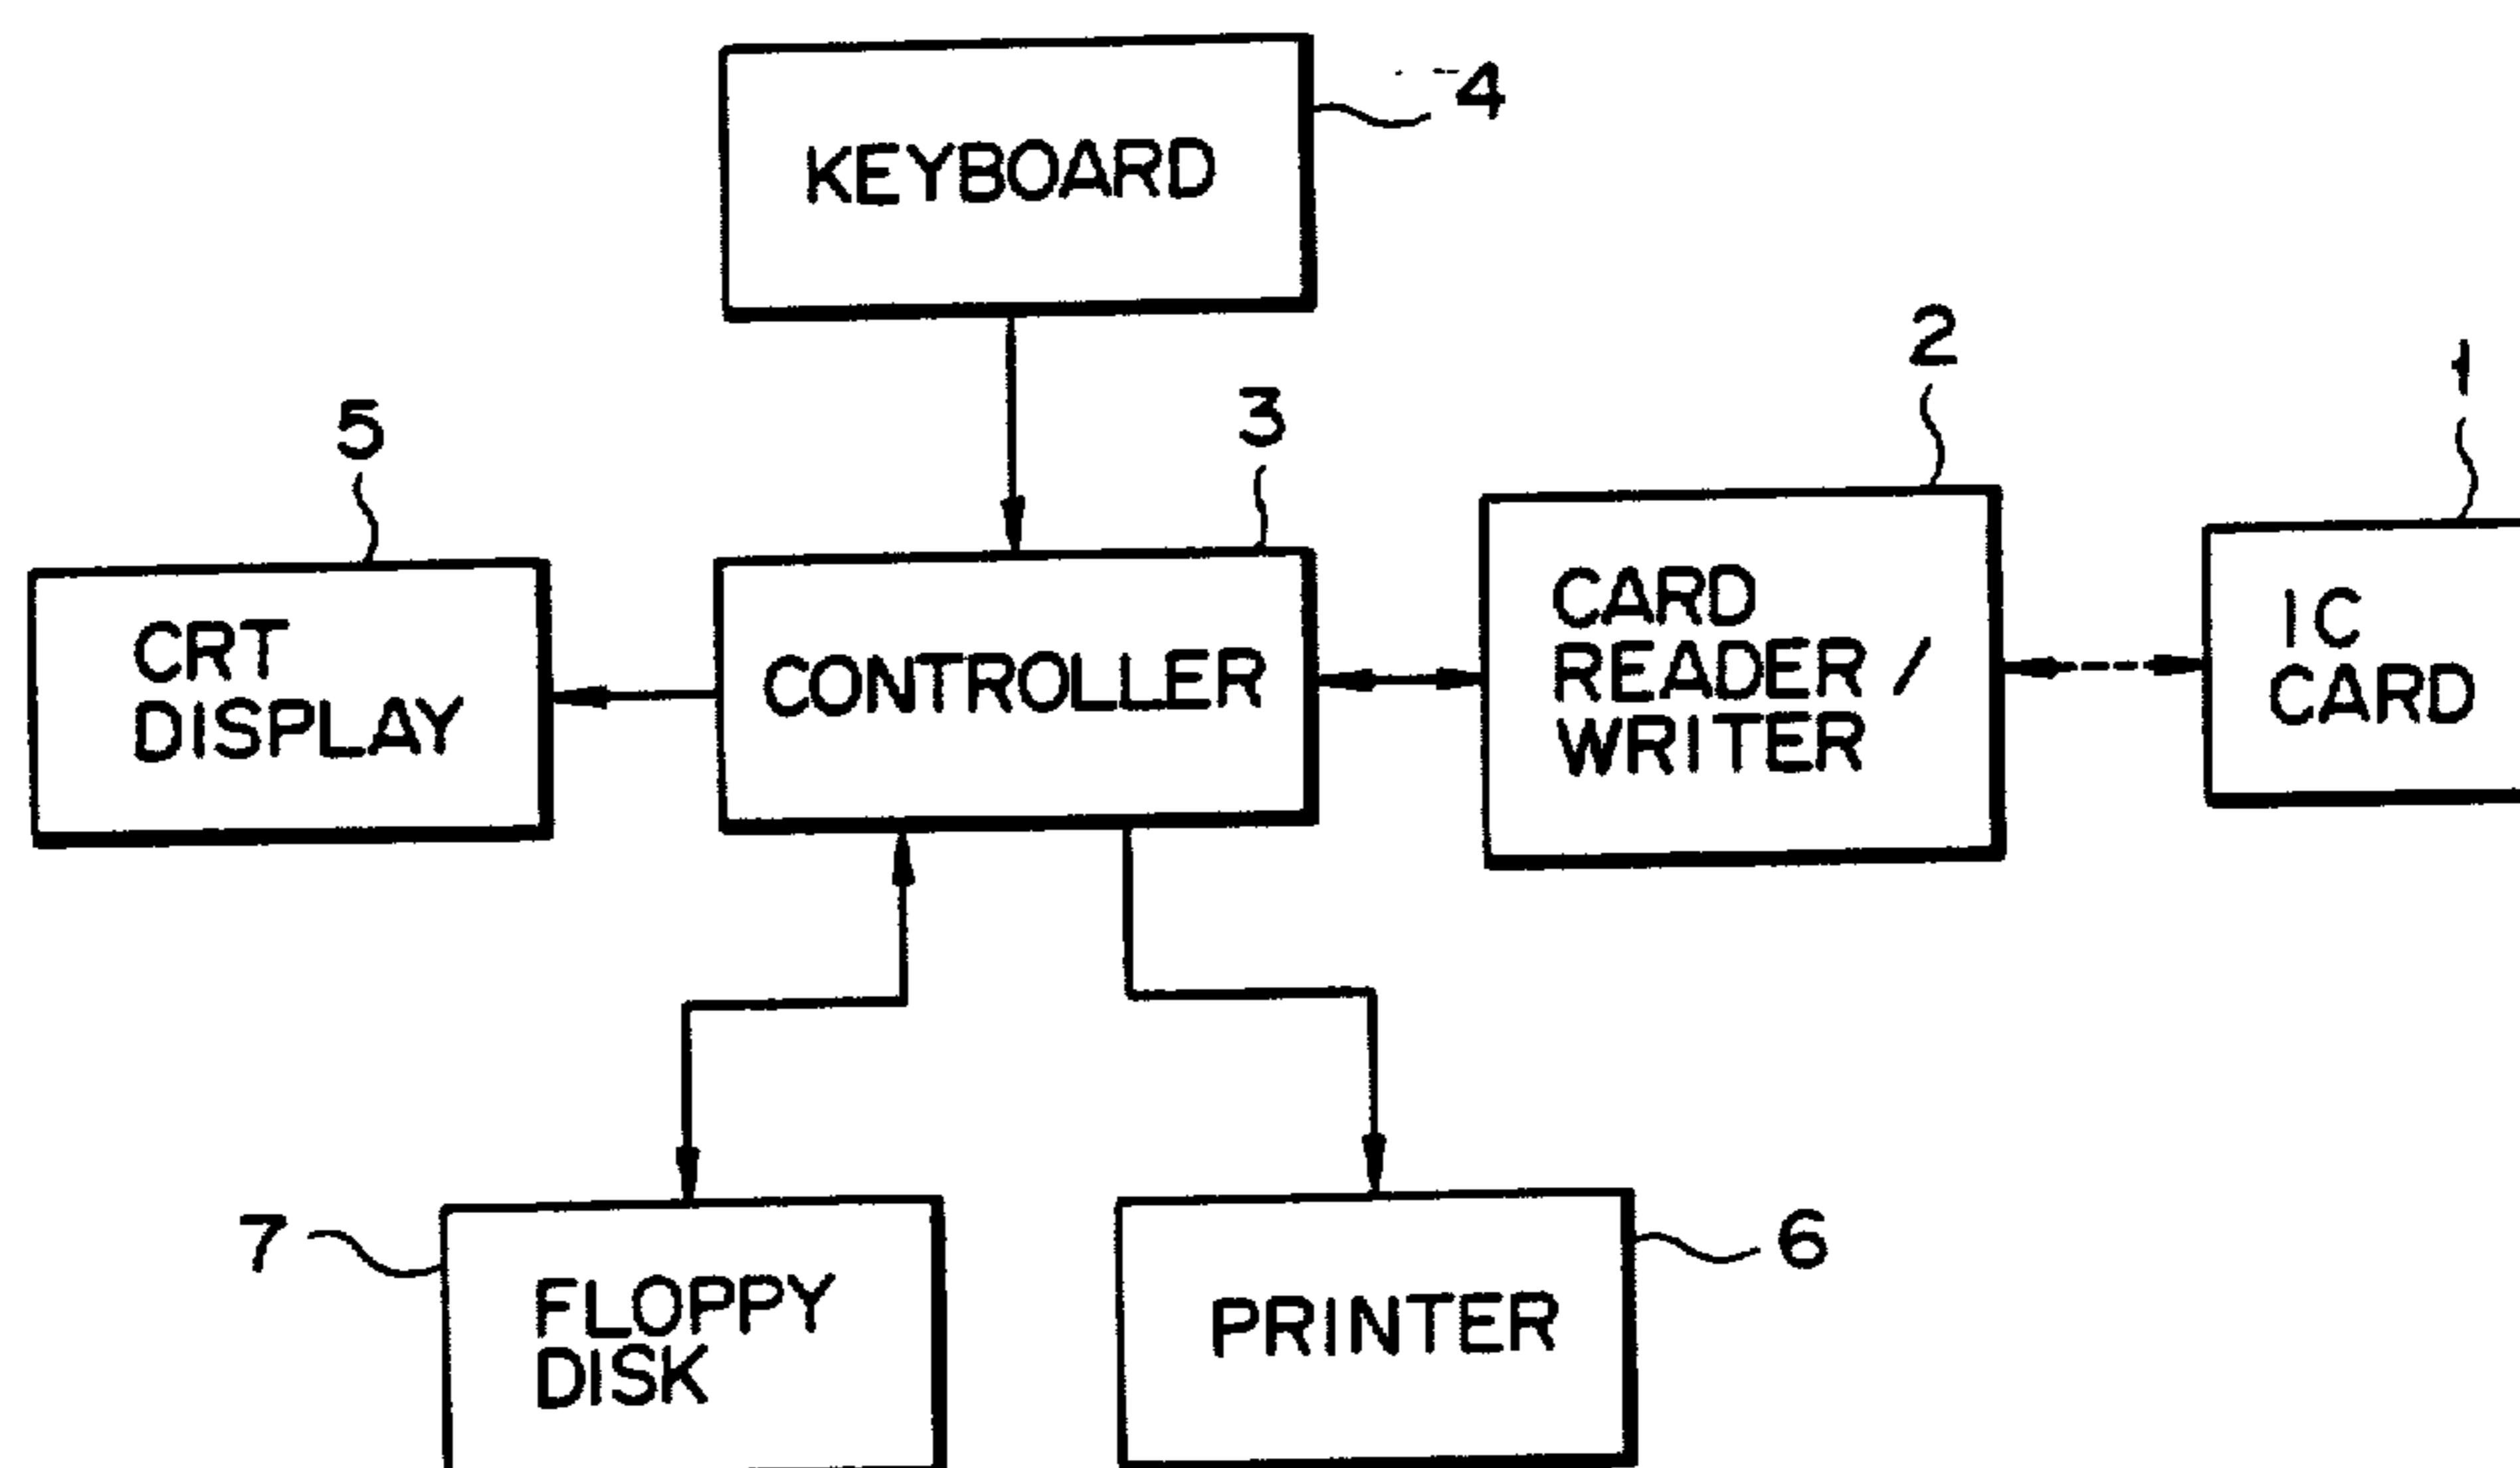 KEYBOARD
4
2
1
3
5
CRT
DISPLAY
CONTROLLER
CARD
READER /
WRITER
IC
CARD
7
FLOPPY
DISK
PRINTER
6